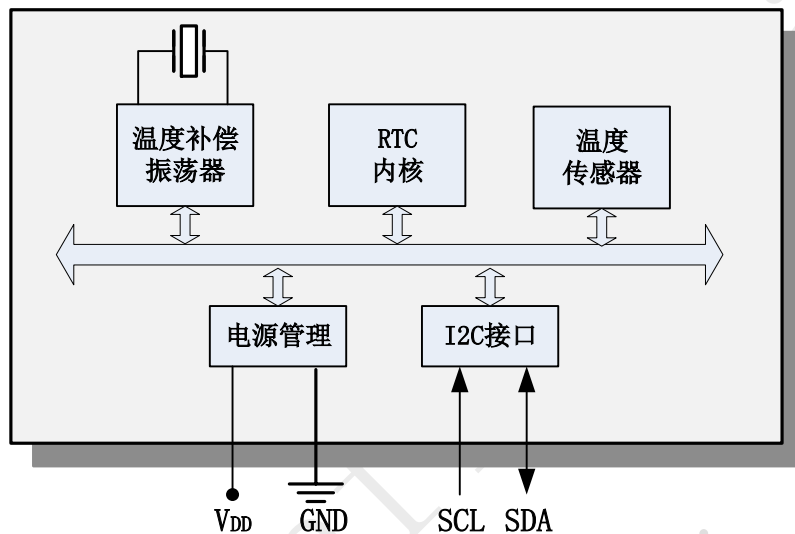 温度补偿
振荡器
RTC
内核
温度
传感器
电源管理
I2C接口
VDD
GND
SCL
SDA